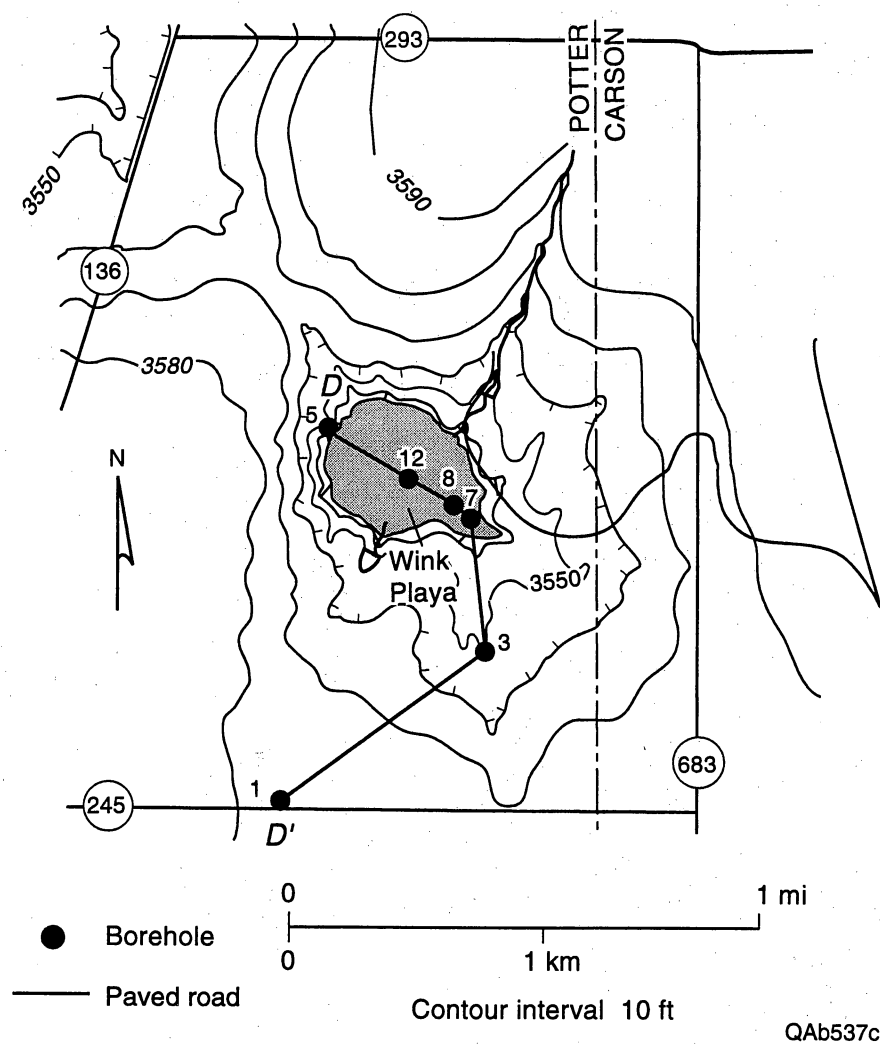 293
POTTER
CARSON
3550
3590
136
3580
D
5
12
8
7
N
Wink
Playa
3550?
3
683
1
245
D'
0
1 mi
Borehole
0
1 km
Paved road
Contour interval 10 ft
QAb537c